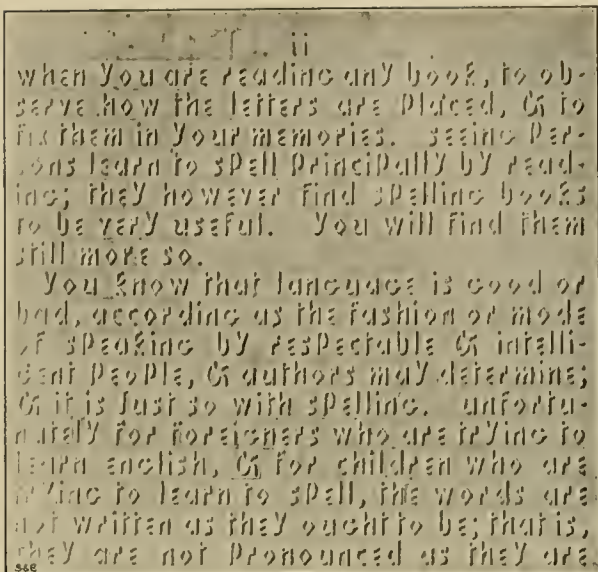 ii
when you are reading any book, to ob-
serve how the letters are placed, & to
fix them in your memories. seeing per-
sons learn to spell principally by read-
ing; they however find spelling books
to be very useful. You will find them
still more so.
You know that language is good or
bad, according as the fashion or mode
of speaking by respectable & intelli-
gent people, & authors may determine;
& it is just so with spelling. unfortu-
nately for foreigners who are trying to
learn english, & for children who are
trying to learn to spell, the words are
not written as they ought to be; that is,
they are not pronounced as they are
S&B